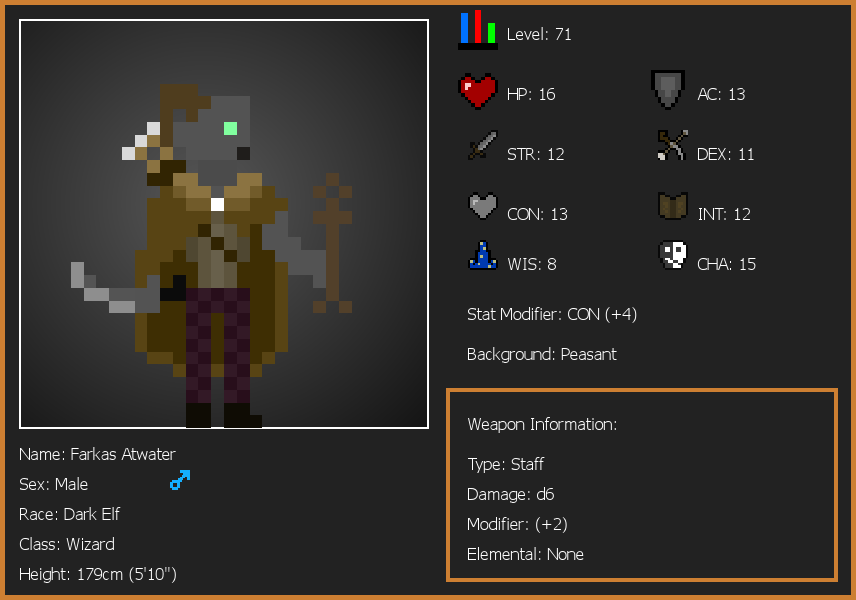 Level: 71
HP: 16
AC: 13
STR: 12
DEX: 11
CON: 13
INT: 12
WIS: 8
CHA: 15
Stat Modifier: CON (+4)
Background: Peasant
Weapon Information:
Type: Staff
Damage: d6
Modifier: (+2)
Elemental: None
Name: Farkas Atwater
Sex: Male
Race: Dark Elf
Class: Wizard
Height: 179cm (5'10")